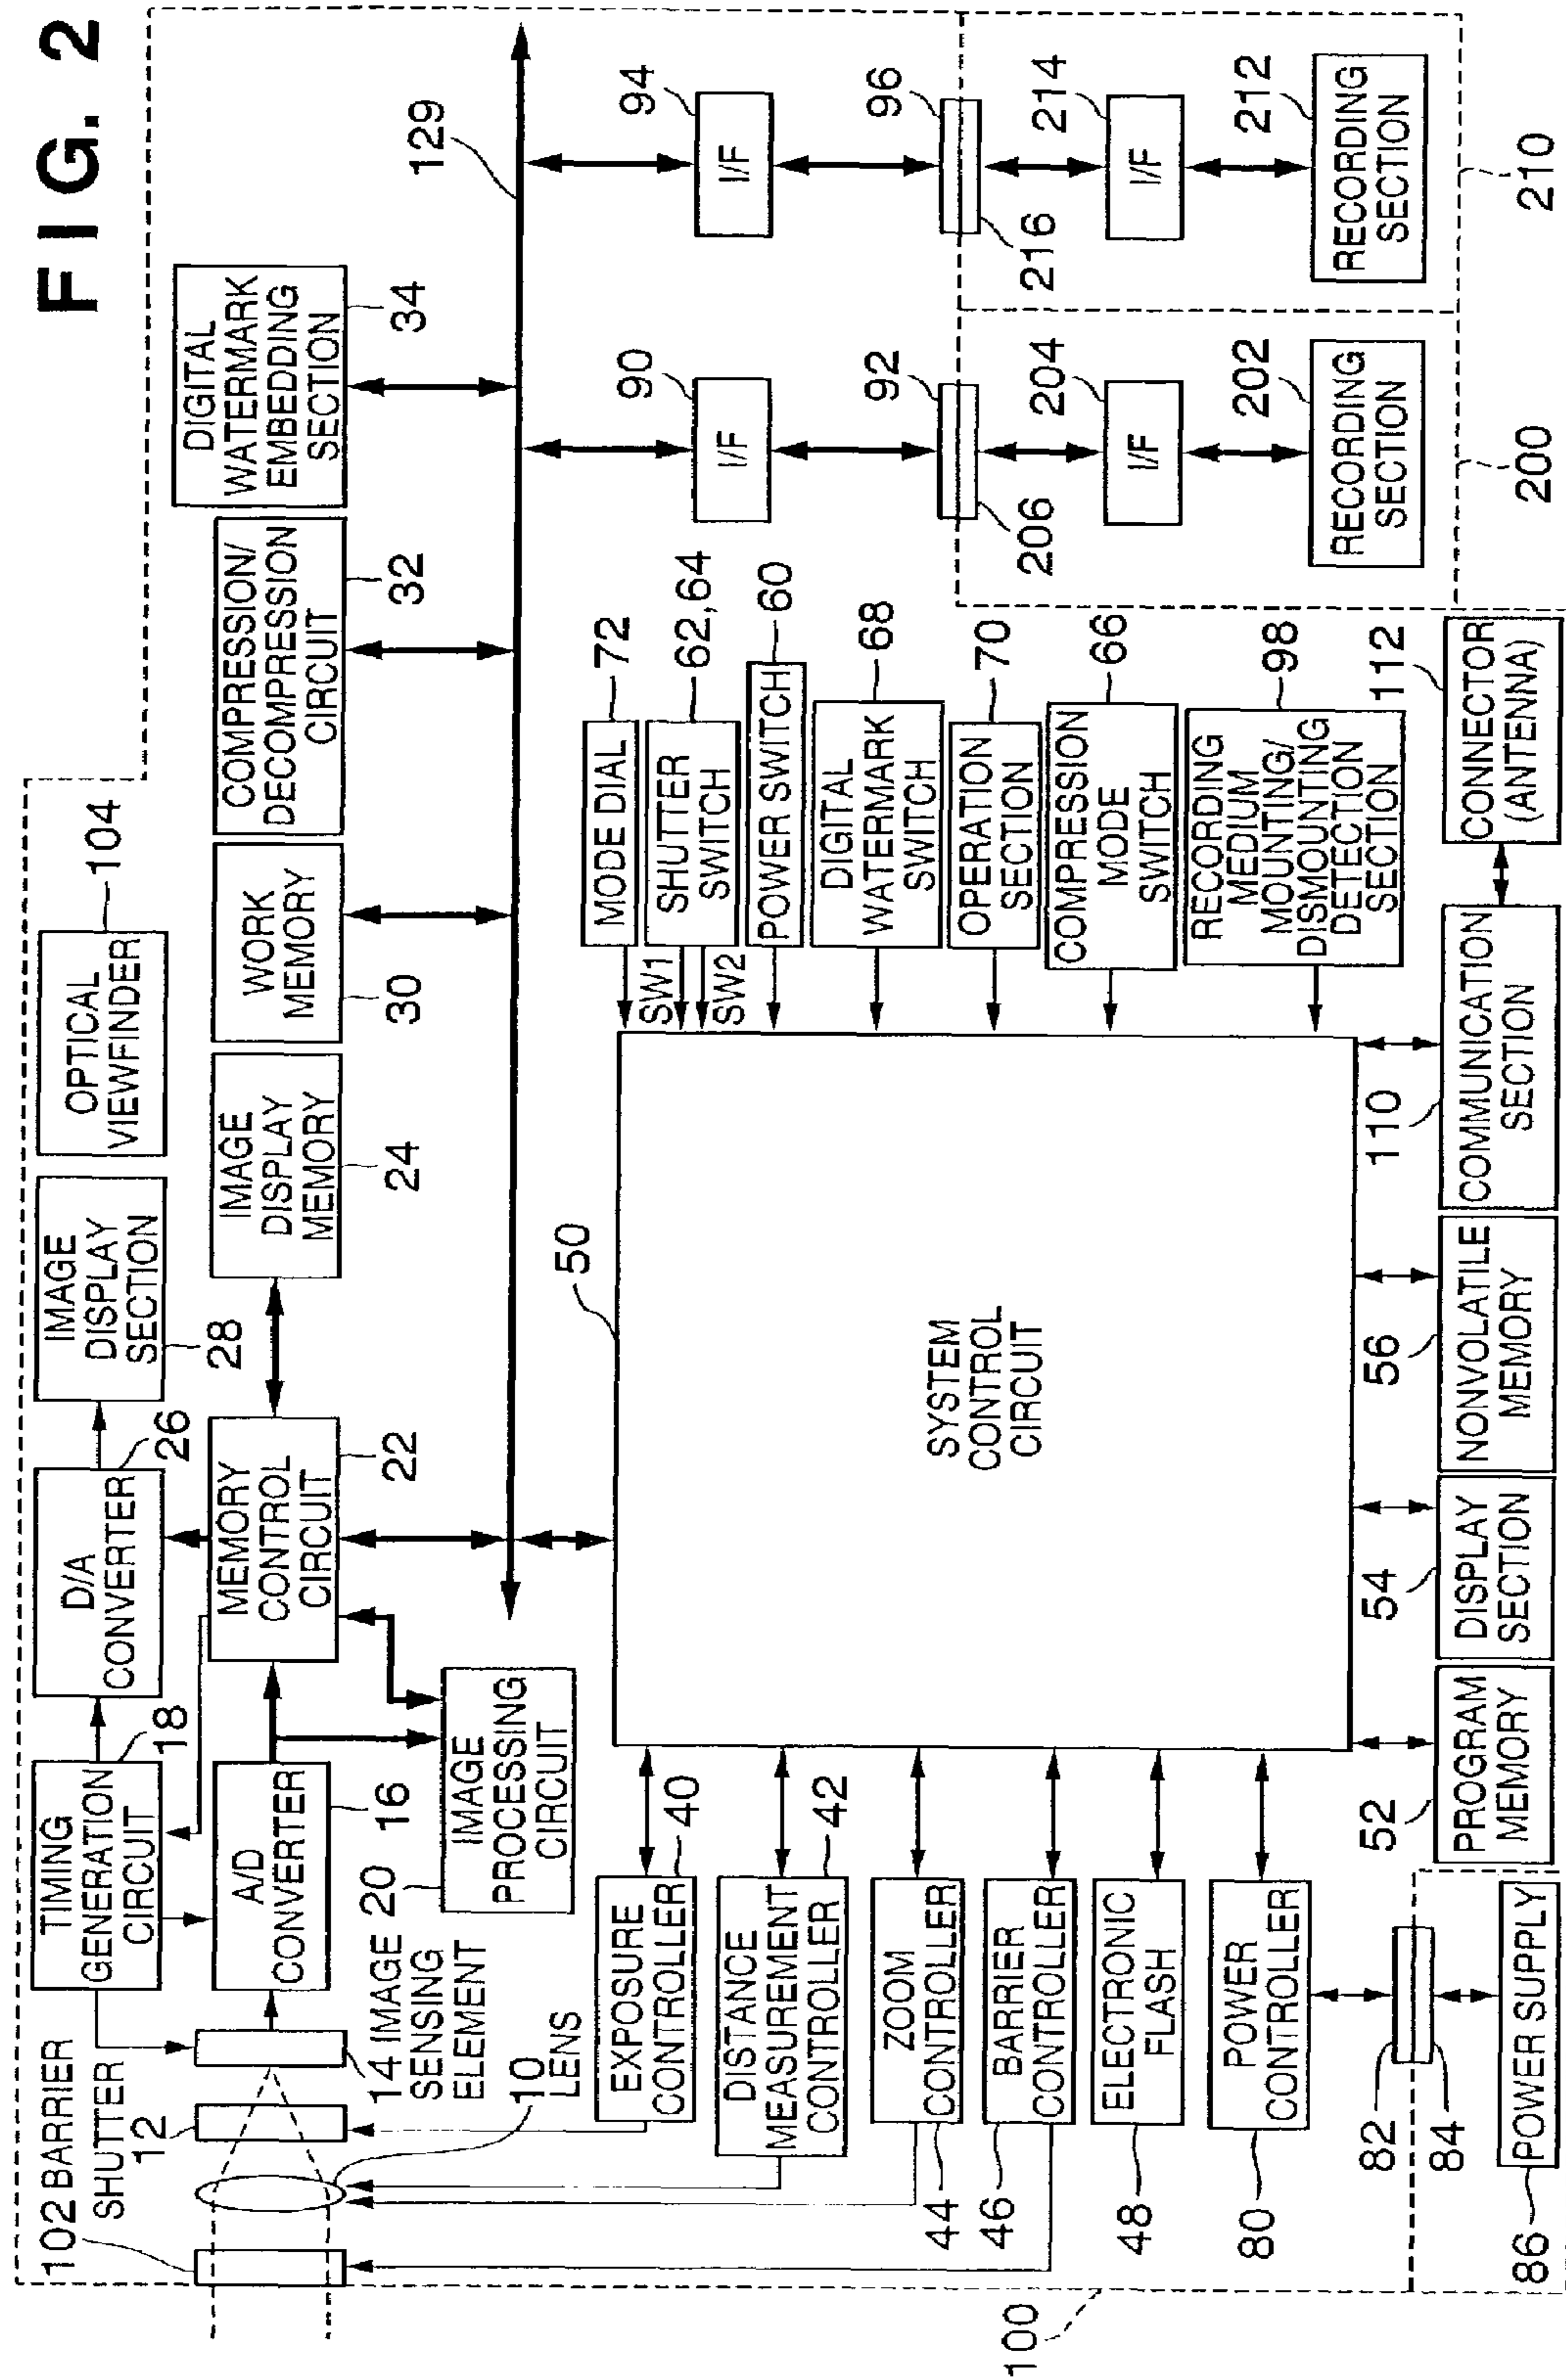 FIG. 2
102 BARRIER
SHUTTER
12
14 IMAGE
SENSING
ELEMENT
10
LENS
TIMING
GENERATION
CIRCUIT
18
A/D
CONVERTER
16
D/A
CONVERTER
26
IMAGE
DISPLAY
SECTION
28
OPTICAL
VIEWFINDER
104
MEMORY
CONTROL
CIRCUIT
22
IMAGE
DISPLAY
MEMORY
24
WORK
MEMORY
30
COMPRESSION/
DECOMPRESSION
CIRCUIT
32
DIGITAL
WATERMARK
EMBEDDING
SECTION
34
129
20
IMAGE
PROCESSING
CIRCUIT
EXPOSURE
CONTROLLER
40
DISTANCE
MEASUREMENT
CONTROLLER
42
ZOOM
CONTROLLER
44
BARRIER
CONTROLLER
46
ELECTRONIC
FLASH
48
POWER
CONTROLLER
80
82
84
POWER SUPPLY
86
100
50
SYSTEM
CONTROL
CIRCUIT
MODE DIAL
72
SW1
SHUTTER
SWITCH
62,64
SW2
POWER SWITCH
60
DIGITAL
WATERMARK
SWITCH
68
OPERATION
SECTION
70
COMPRESSION
MODE
SWITCH
66
RECORDING
MEDIUM
MOUNTING/
DISMOUNTING
DETECTION
SECTION
98
52
PROGRAM
MEMORY
54
DISPLAY
SECTION
56
NONVOLATILE
MEMORY
110
COMMUNICATION
SECTION
112
CONNECTOR
(ANTENNA)
90
I/F
92
206
204
I/F
202
RECORDING
SECTION
200
94
I/F
96
216
214
I/F
212
RECORDING
SECTION
210